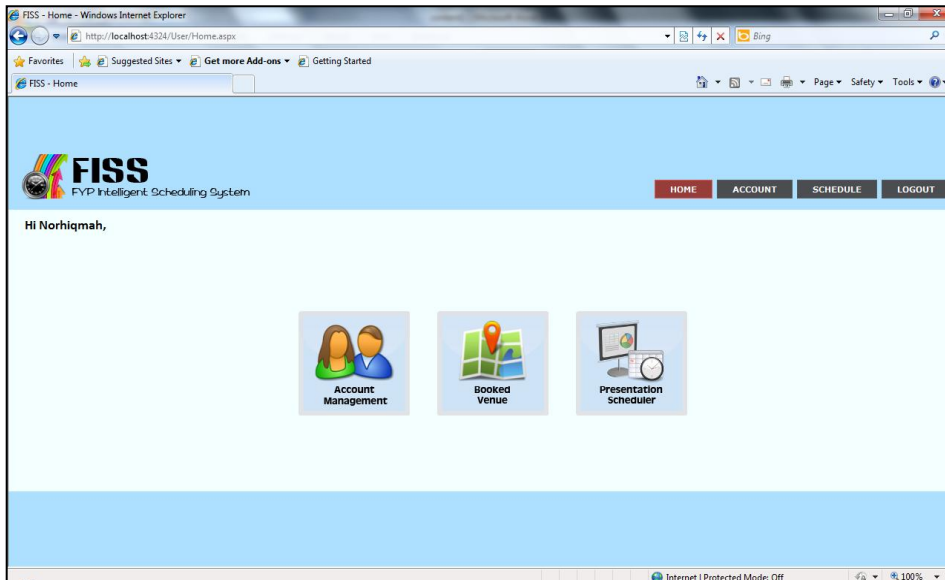 FISS - Home - Windows Internet Explorer
http://localhost:4324/User/Home.aspx
Bing
Favorites Suggested Sites Get more Add-ons Getting Started
FISS - Home
Page Safety Tools
FISS
FYP Intelligent Scheduling System
HOME ACCOUNT SCHEDULE LOGOUT
Hi Norhiqmah,
Account
Management
Booked
Venue
Presentation
Scheduler
Internet | Protected Mode: Off 100%